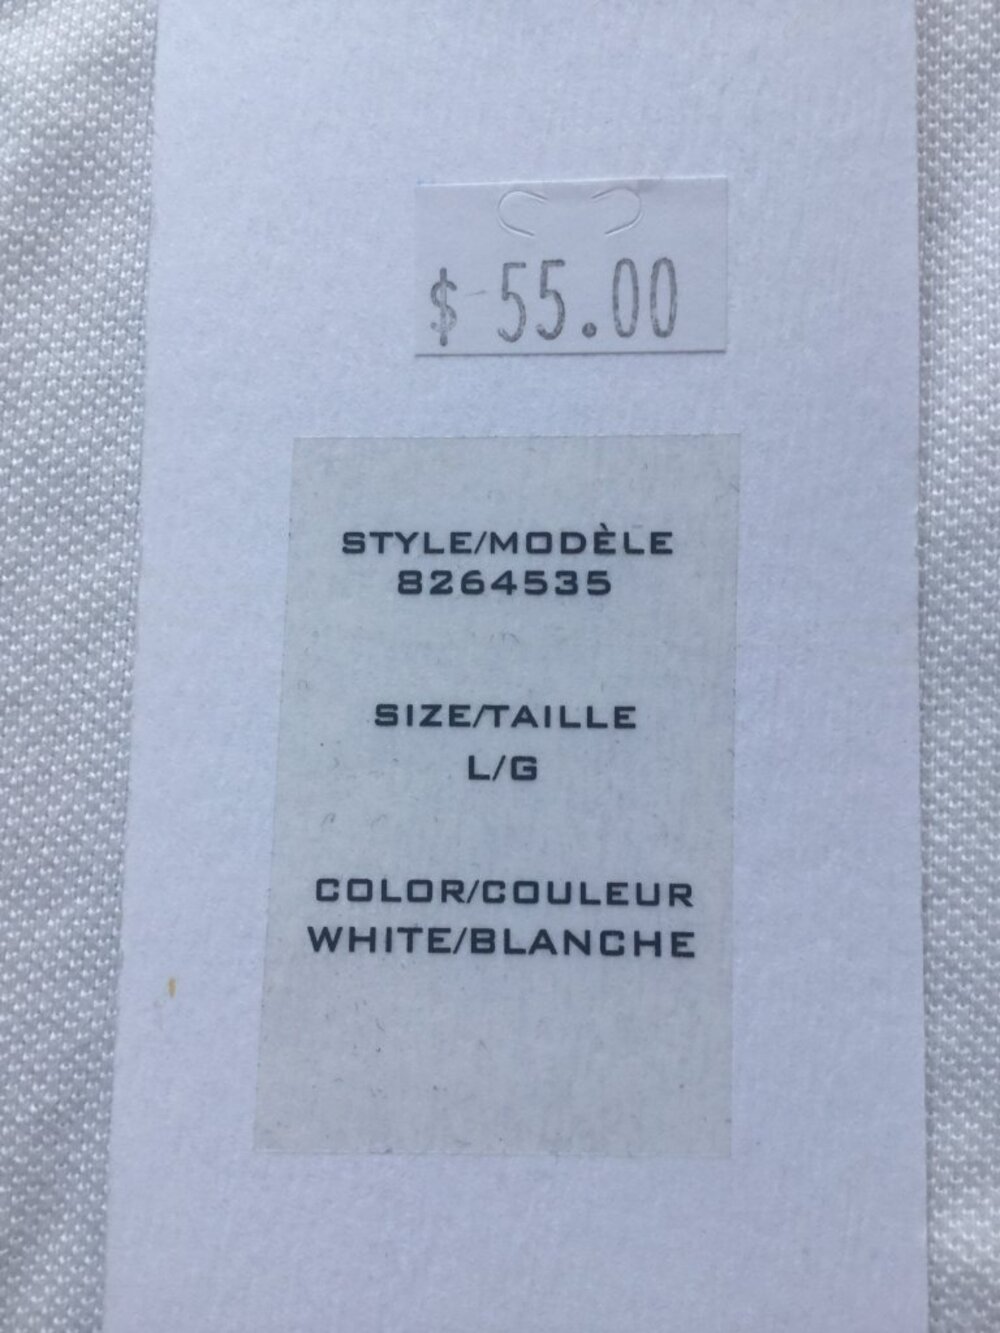 $ 55.00
STYLE/MODÈLE
8264535
SIZE/TAILLE
L/G
COLOR/COULEUR
WHITE/BLANCHE